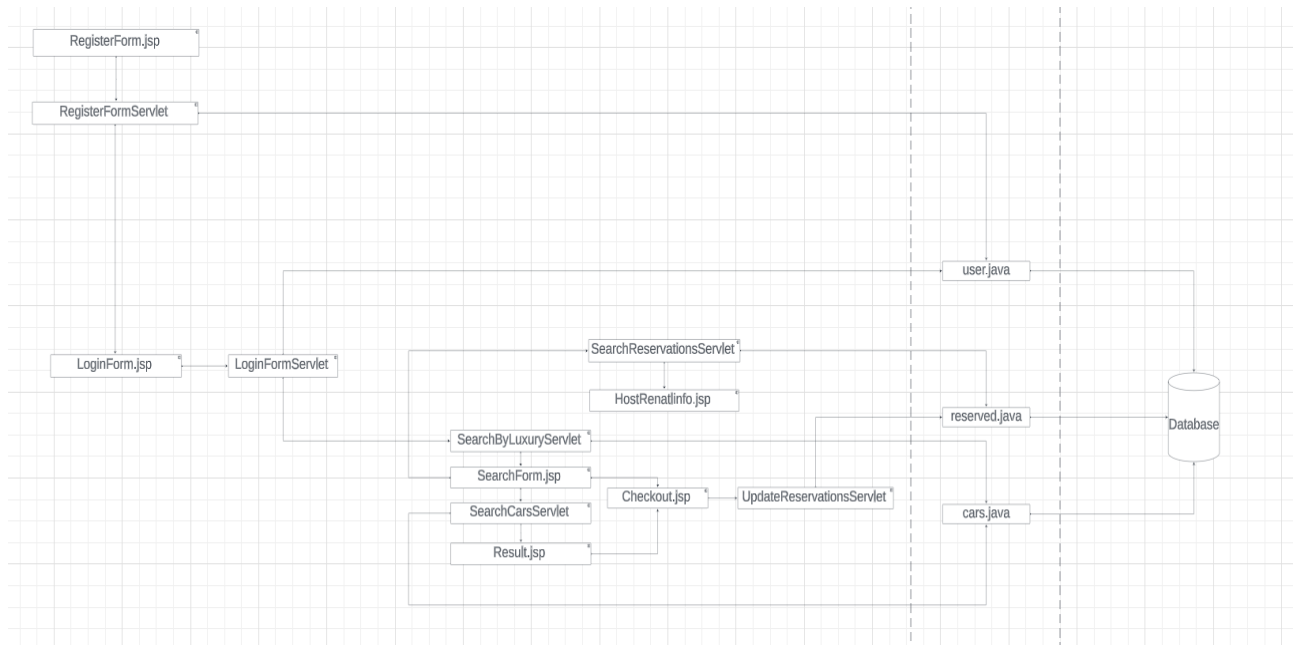 RegisterForm.jsp
RegisterFormServlet
user.java
LoginForm.jsp
LoginFormServlet
SearchReservationsServlet
HostRenatlinfo.jsp
reserved.java
Database
SearchByLuxuryServlet
SearchForm.jsp
Checkout.jsp
UpdateReservationsServlet
SearchCarsServlet
cars.java
Result.jsp